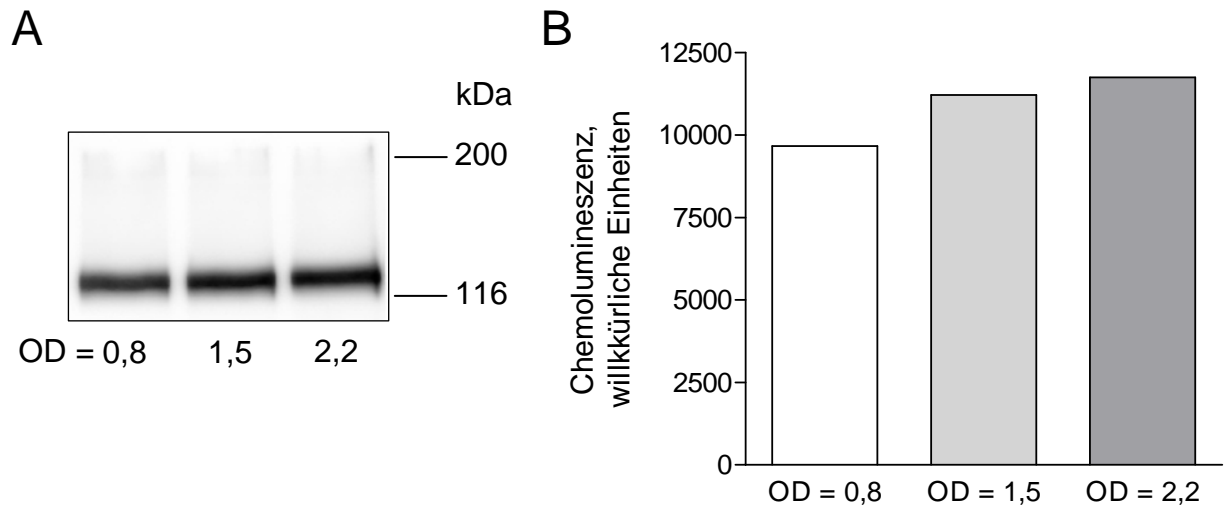 A
kDa
200
116
OD = 0,8 1,5 2,2
B
Chemolumineszenz,
willkkürliche Einheiten
12500
10000
7500
5000
2500
0
OD = 0,8 OD = 1,5 OD = 2,2